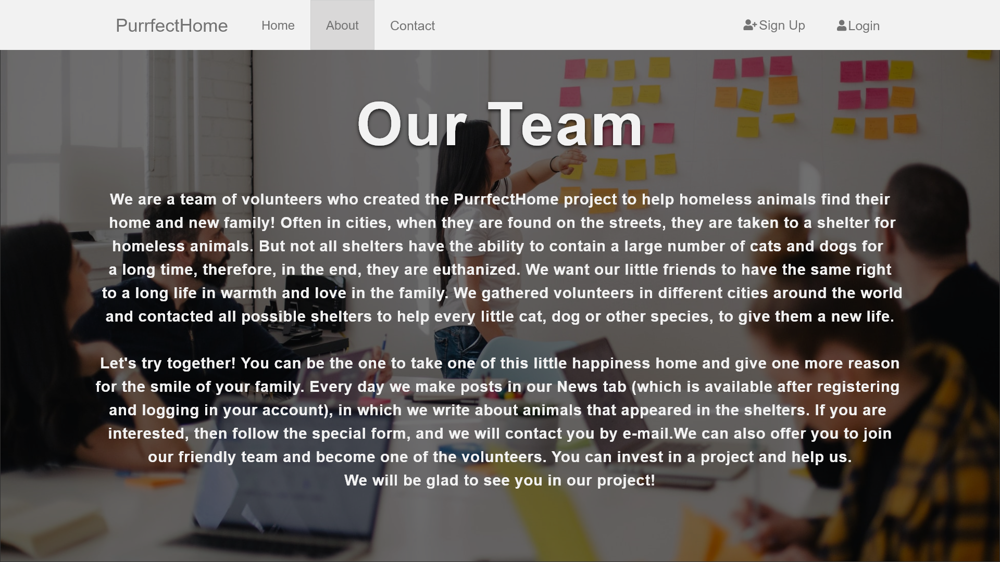 PurrfectHome Home About Contact Sign Up Login
Our Team
We are a team of volunteers who created the PurrfectHome project to help homeless animals find their
home and new family! Often in cities, when they are found on the streets, they are taken to a shelter for
homeless animals. But not all shelters have the ability to contain a large number of cats and dogs for
a long time, therefore, in the end, they are euthanized. We want our little friends to have the same right
to a long life in warmth and love in the family. We gathered volunteers in different cities around the world
and contacted all possible shelters to help every little cat, dog or other species, to give them a new life.
Let's try together! You can be the one to take one of this little happiness home and give one more reason
for the smile of your family. Every day we make posts in our News tab (which is available after registering
and logging in your account), in which we write about animals that appeared in the shelters. If you are
interested, then follow the special form, and we will contact you by e-mail.We can also offer you to join
our friendly team and become one of the volunteers. You can invest in a project and help us.
We will be glad to see you in our project!